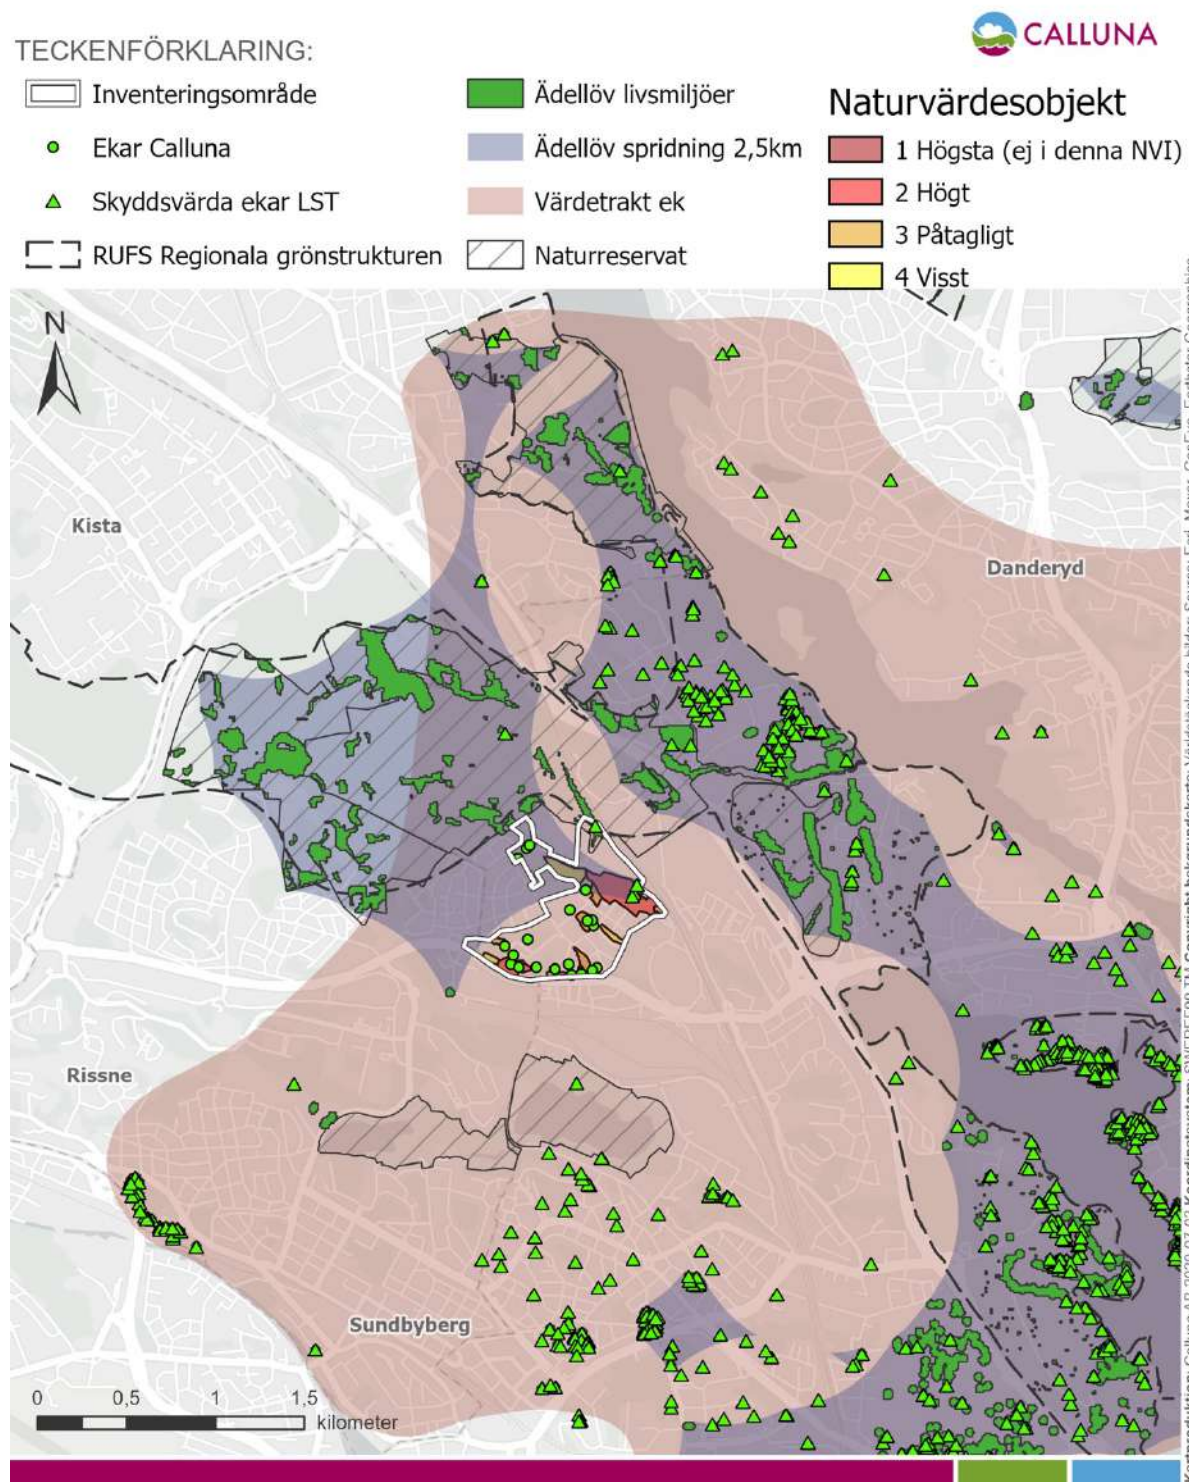 CALLUNA
TECKENFÖRKLARING:
Inventeringsområde
Ekar Calluna
Skyddsvärda ekar LST
RUFS Regionala grönstrukturen
Ädellöv livsmiljöer
Ädellöv spridning 2,5km
Värdetrakt ek
Naturreservat
Naturvärdesobjekt
1 Högsta (ej i denna NVI)
2 Högt
3 Påtagligt
4 Visst
N
Kista
Danderyd
Rissne
Sundbyberg
0 0,5 1 1,5
kilometer